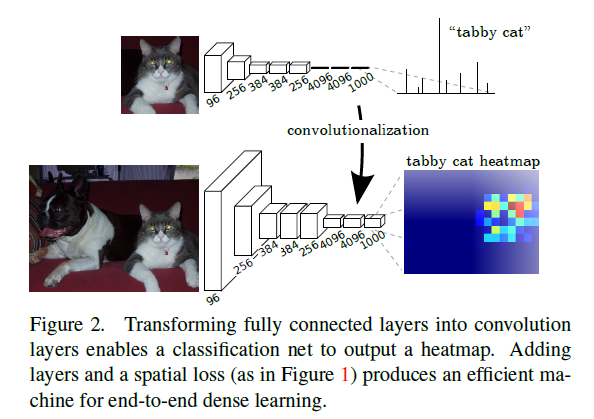 "tabby cat"
96
256
384
384
256
4096
4096
1000
convolutionalization
tabby cat heatmap
96
256
384
384
256
4096
4096
1000
Figure 2. Transforming fully connected layers into convolution
layers enables a classification net to output a heatmap. Adding
layers and a spatial loss (as in Figure 1) produces an efficient ma-
chine for end-to-end dense learning.